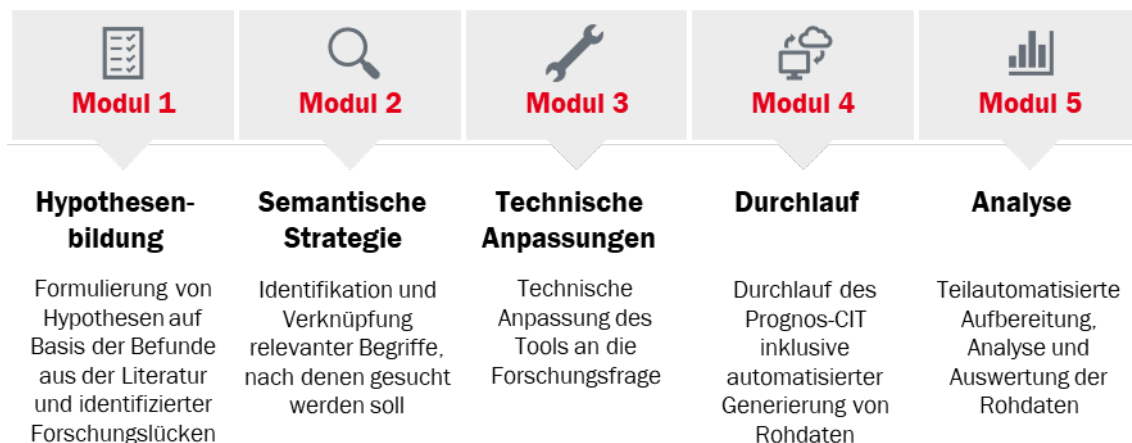 Modul 1
Modul 2
Modul 3
Modul 4
Modul 5
Hypothesen-
bildung
Formulierung von
Hypothesen auf
Basis der Befunde
aus der Literatur
und identifizierter
Forschungslücken
Semantische
Strategie
Identifikation und
Verknüpfung
relevanter Begriffe,
nach denen gesucht
werden soll
Technische
Anpassungen
Technische
Anpassung des
Tools an die
Forschungsfrage
Durchlauf
Durchlauf des
Prognos-CIT
inklusive
automatisierter
Generierung von
Rohdaten
Analyse
Teilautomatisierte
Aufbereitung,
Analyse und
Auswertung der
Rohdaten